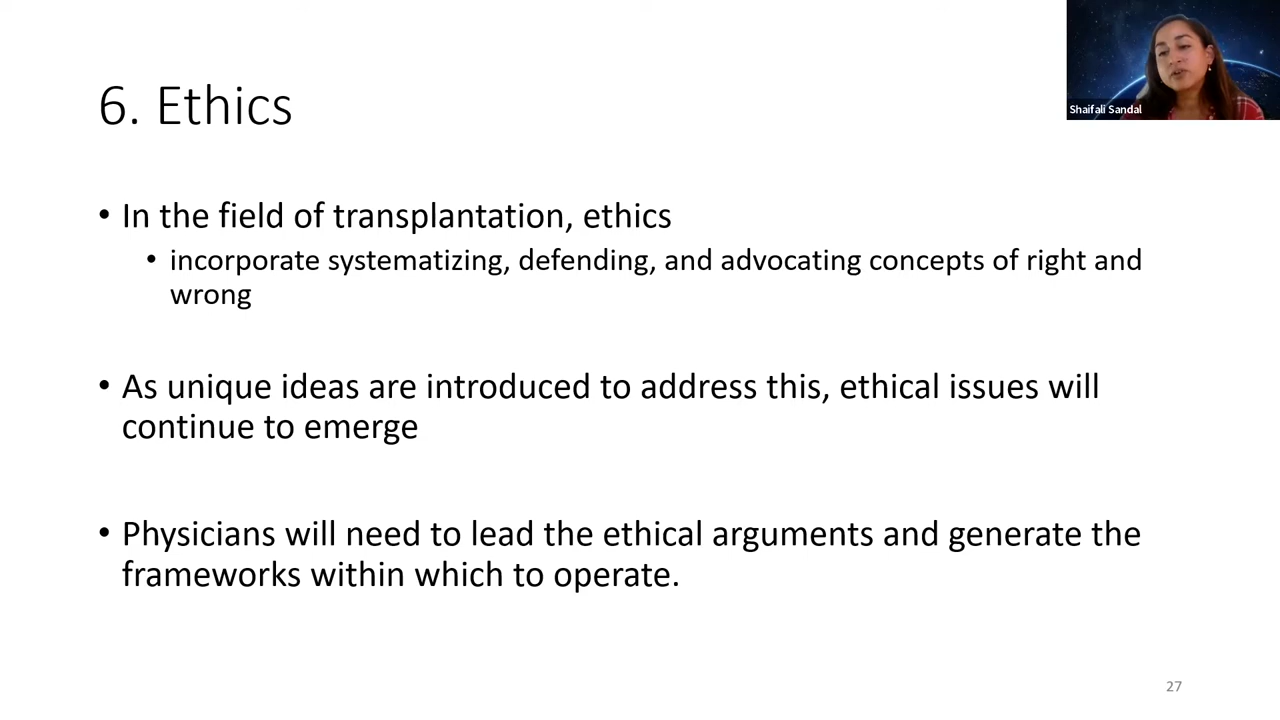 6. Ethics
Shaifali Sandal
• In the field of transplantation, ethics
• incorporate systematizing, defending, and advocating concepts of right and
wrong
• As unique ideas are introduced to address this, ethical issues will
continue to emerge
• Physicians will need to lead the ethical arguments and generate the
frameworks within which to operate.
27